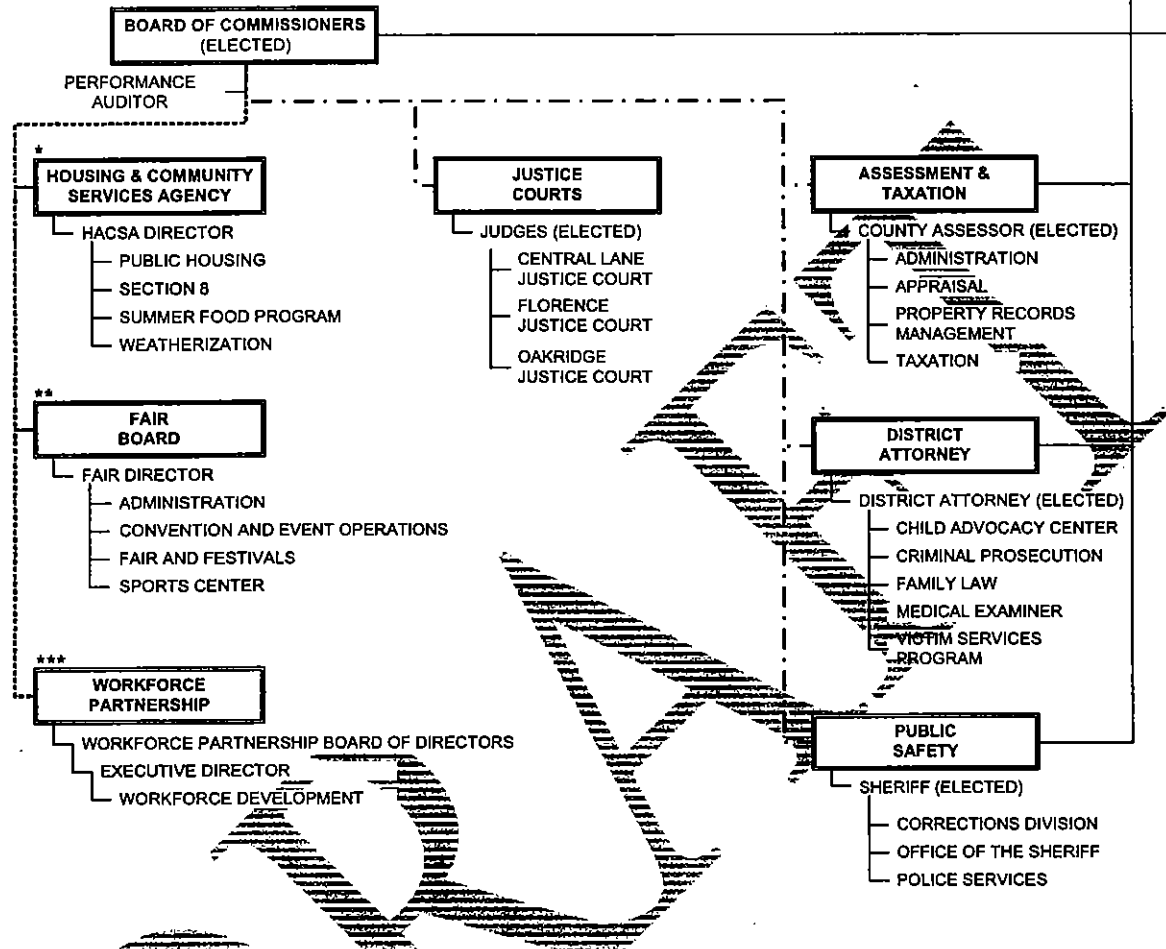 BOARD OF COMMISSIONERS
(ELECTED)
PERFORMANCE
AUDITOR
*
HOUSING & COMMUNITY
SERVICES AGENCY
HACSA DIRECTOR
PUBLIC HOUSING
SECTION 8
SUMMER FOOD PROGRAM
WEATHERIZATION
**
FAIR
BOARD
FAIR DIRECTOR
ADMINISTRATION
CONVENTION AND EVENT OPERATIONS
FAIR AND FESTIVALS
SPORTS CENTER
***
WORKFORCE
PARTNERSHIP
WORKFORCE PARTNERSHIP BOARD OF DIRECTORS
EXECUTIVE DIRECTOR
WORKFORCE DEVELOPMENT
JUSTICE
COURTS
JUDGES (ELECTED)
CENTRAL LANE
JUSTICE COURT
FLORENCE
JUSTICE COURT
OAKRIDGE
JUSTICE COURT
ASSESSMENT &
TAXATION
COUNTY ASSESSOR (ELECTED)
ADMINISTRATION
APPRAISAL
PROPERTY RECORDS
MANAGEMENT
TAXATION
DISTRICT
ATTORNEY
DISTRICT ATTORNEY (ELECTED)
CHILD ADVOCACY CENTER
CRIMINAL PROSECUTION
FAMILY LAW
MEDICAL EXAMINER
VICTIM SERVICES
PROGRAM
PUBLIC
SAFETY
SHERIFF (ELECTED)
CORRECTIONS DIVISION
OFFICE OF THE SHERIFF
POLICE SERVICES